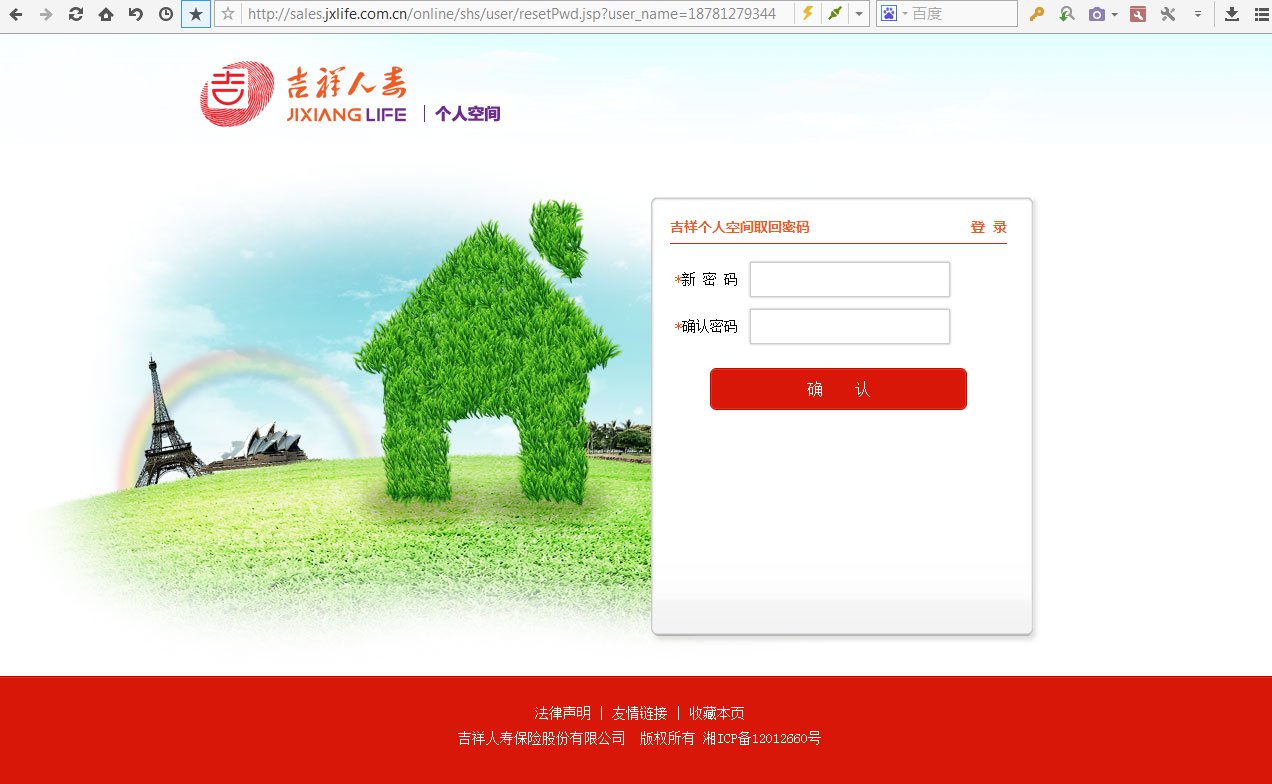 http://sales.jxlife.com.cn/online/shs/user/resetPwd.jsp?user_name=18781279344
百度
吉祥人寿
JIXIANG LIFE | 个人空间
吉祥个人空间取回密码 登 录
*新 密 码
*确认密码
确 认
法律声明 | 友情链接 | 收藏本页
吉祥人寿保险股份有限公司 版权所有 湘ICP备12012660号